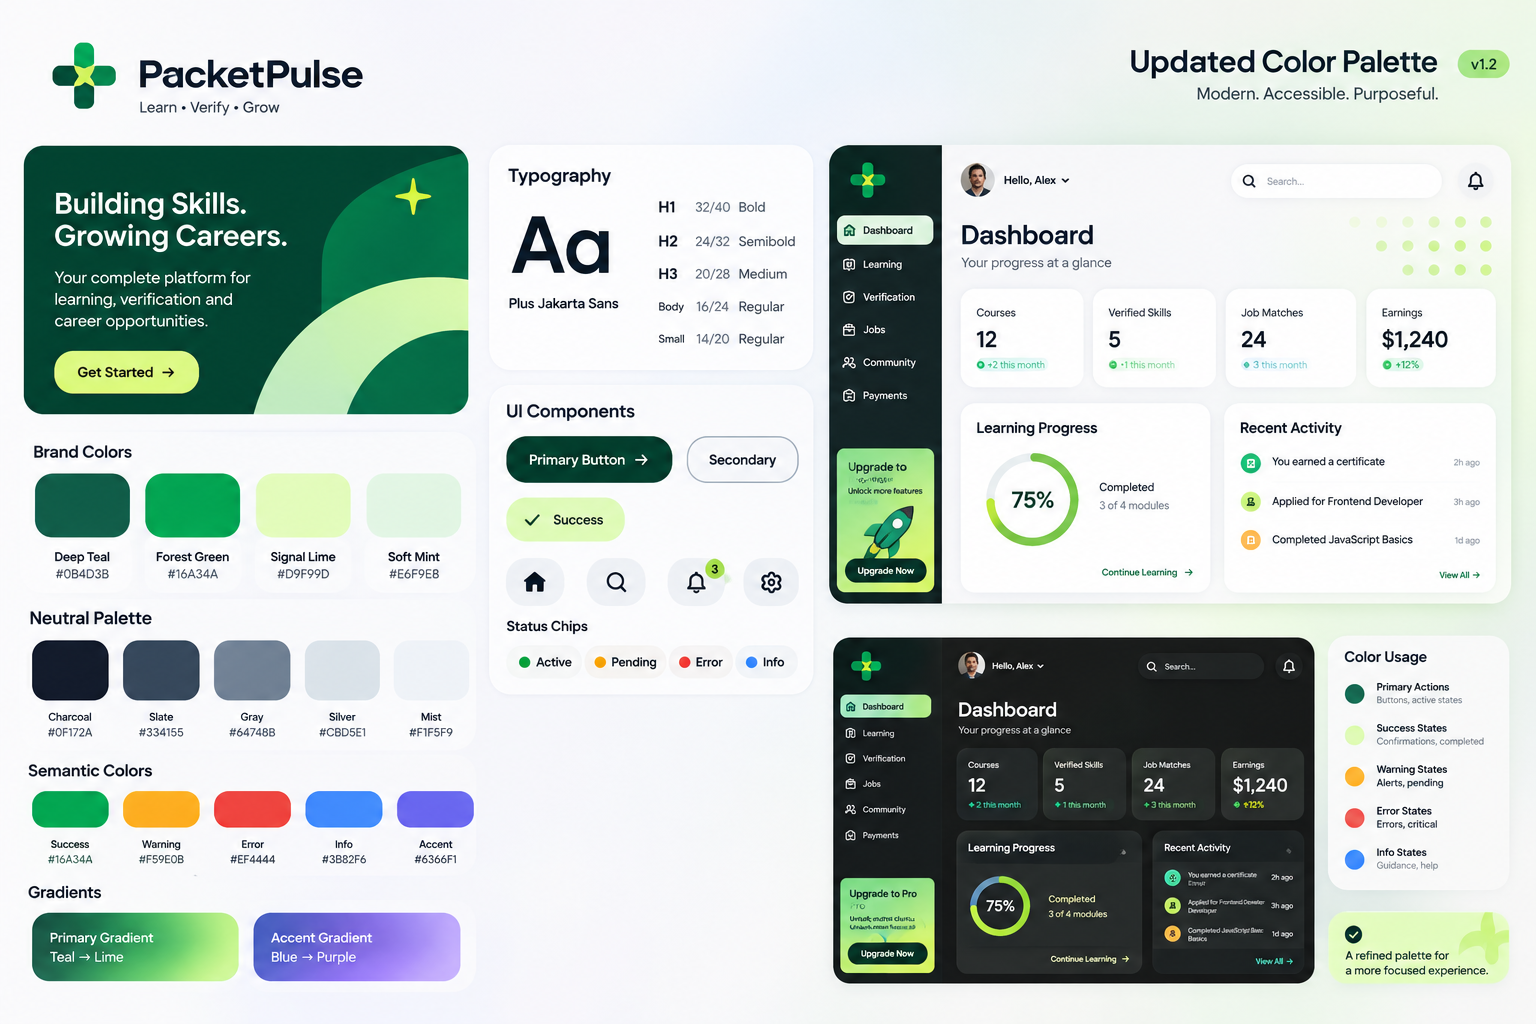 PacketPulse
Learn • Verify • Grow
Updated Color Palette
v1.2
Modern. Accessible. Purposeful.
Building Skills.
Growing Careers.
Your complete platform for
learning, verification and
career opportunities.
Get Started →
Brand Colors
Deep Teal
#0B4D3B
Forest Green
#16A34A
Signal Lime
#D9F99D
Soft Mint
#E6F9E8
Neutral Palette
Charcoal
#0F172A
Slate
#334155
Gray
#64748B
Silver
#CBD5E1
Mist
#F1F5F9
Semantic Colors
Success
#16A34A
Warning
#F59E0B
Error
#EF4444
Info
#3B82F6
Accent
#6366F1
Gradients
Primary Gradient
Teal → Lime
Accent Gradient
Blue → Purple
Typography
Aa
Plus Jakarta Sans
H1 32/40 Bold
H2 24/32 Semibold
H3 20/28 Medium
Body 16/24 Regular
Small 14/20 Regular
UI Components
Primary Button →
Secondary
Success
3
Status Chips
Active
Pending
Error
Info
Dashboard
Learning
Verification
Jobs
Community
Payments
Upgrade to
Unlock more features
Upgrade Now
Hello, Alex
Search...
Dashboard
Your progress at a glance
Courses
12
+2 this month
Verified Skills
5
+1 this month
Job Matches
24
3 this month
Earnings
$1,240
+12%
Learning Progress
75%
Completed
3 of 4 modules
Continue Learning →
Recent Activity
You earned a certificate 2h ago
Applied for Frontend Developer 3h ago
Completed JavaScript Basics 1d ago
View All →
Dashboard
Learning
Verification
Jobs
Community
Payments
Upgrade to Pro
Pro
Upgrade Now
Hello, Alex
Search...
Dashboard
Your progress at a glance
Courses
12
+2 this month
Verified Skills
5
+1 this month
Job Matches
24
+3 this month
Earnings
$1,240
+12%
Learning Progress
75%
Completed
3 of 4 modules
Continue Learning →
Recent Activity
You earned a certificate
2h ago
Applied for Frontend Developer
Developer
3h ago
Completed JavaScript Basic
Basics
1d ago
View All →
Color Usage
Primary Actions
Buttons, active states
Success States
Confirmations, completed
Warning States
Alerts, pending
Error States
Errors, critical
Info States
Guidance, help
A refined palette for
a more focused experience.